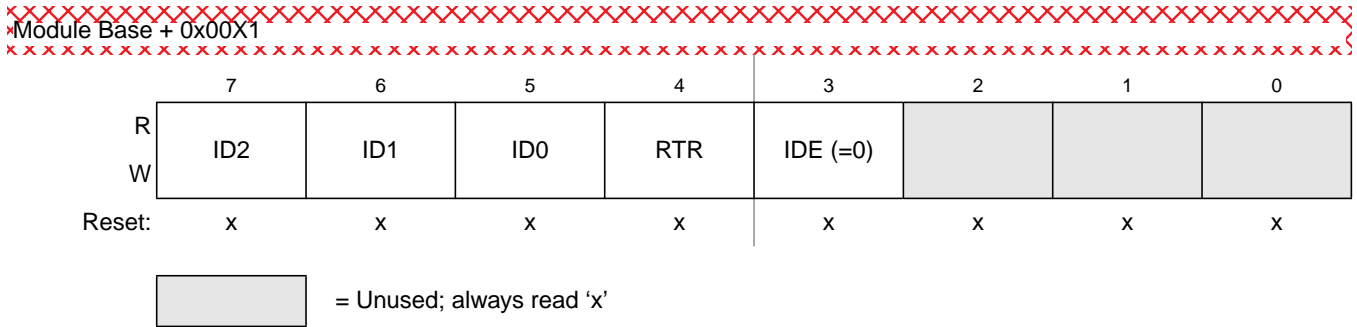 Module Base + 0x00X1
7 6 5 4 3 2 1 0
R
ID2 ID1 ID0 RTR IDE (=0)
W
Reset: x x x x x x x x
= Unused; always read ‘x’